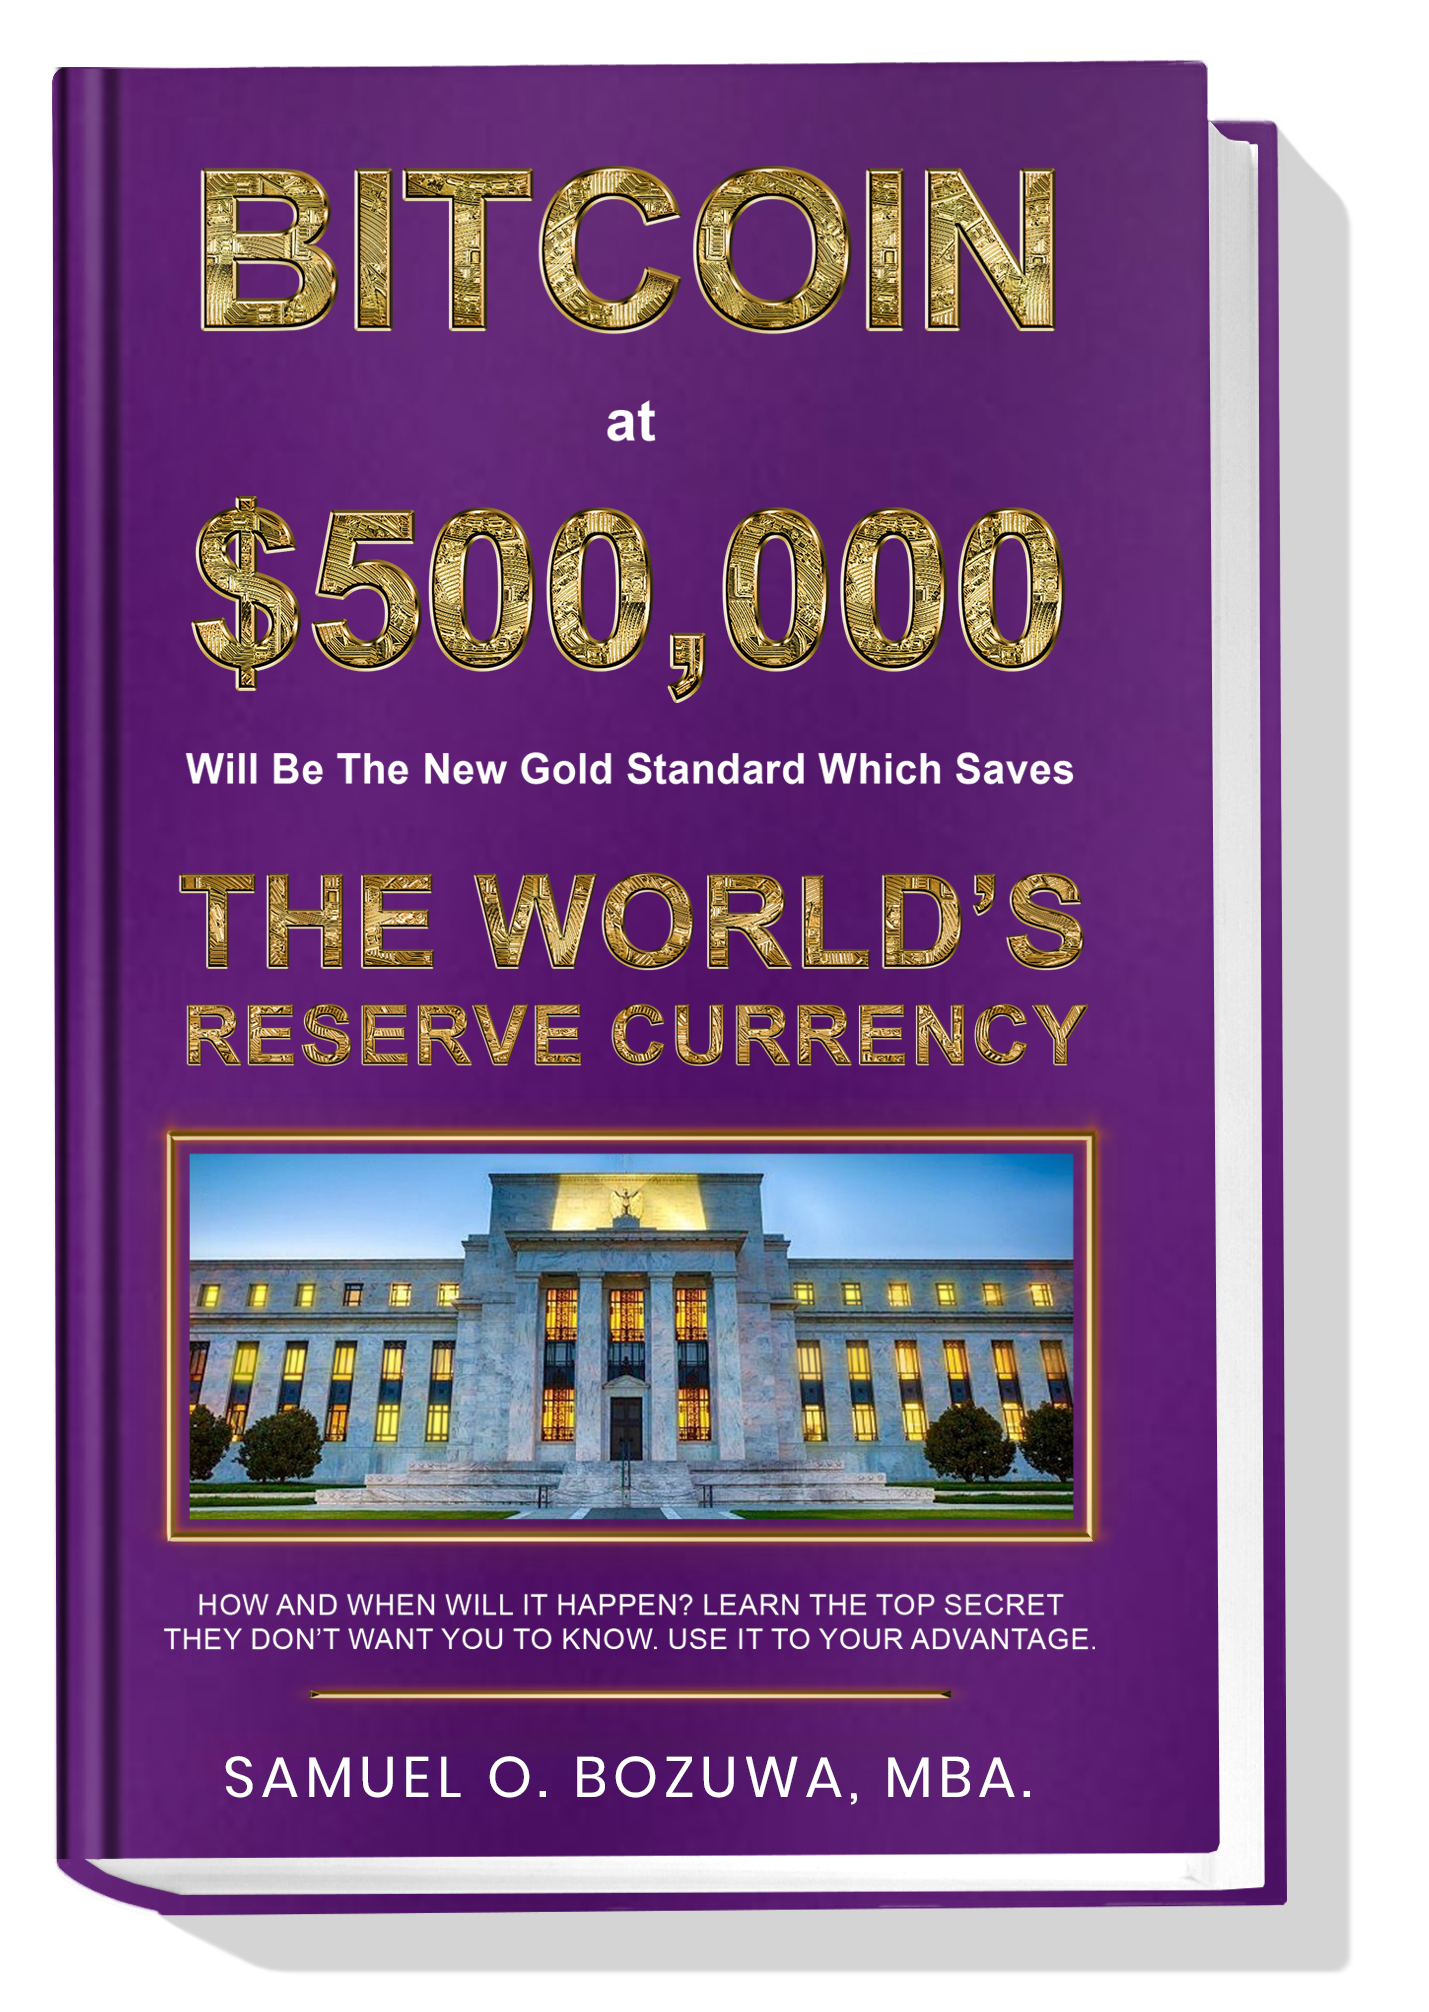 BITCOIN
at
$500,000
Will Be The New Gold Standard Which Saves
THE WORLD’S
RESERVE CURRENCY
HOW AND WHEN WILL IT HAPPEN? LEARN THE TOP SECRET
THEY DON’T WANT YOU TO KNOW. USE IT TO YOUR ADVANTAGE.
SAMUEL O. BOZUWA, MBA.